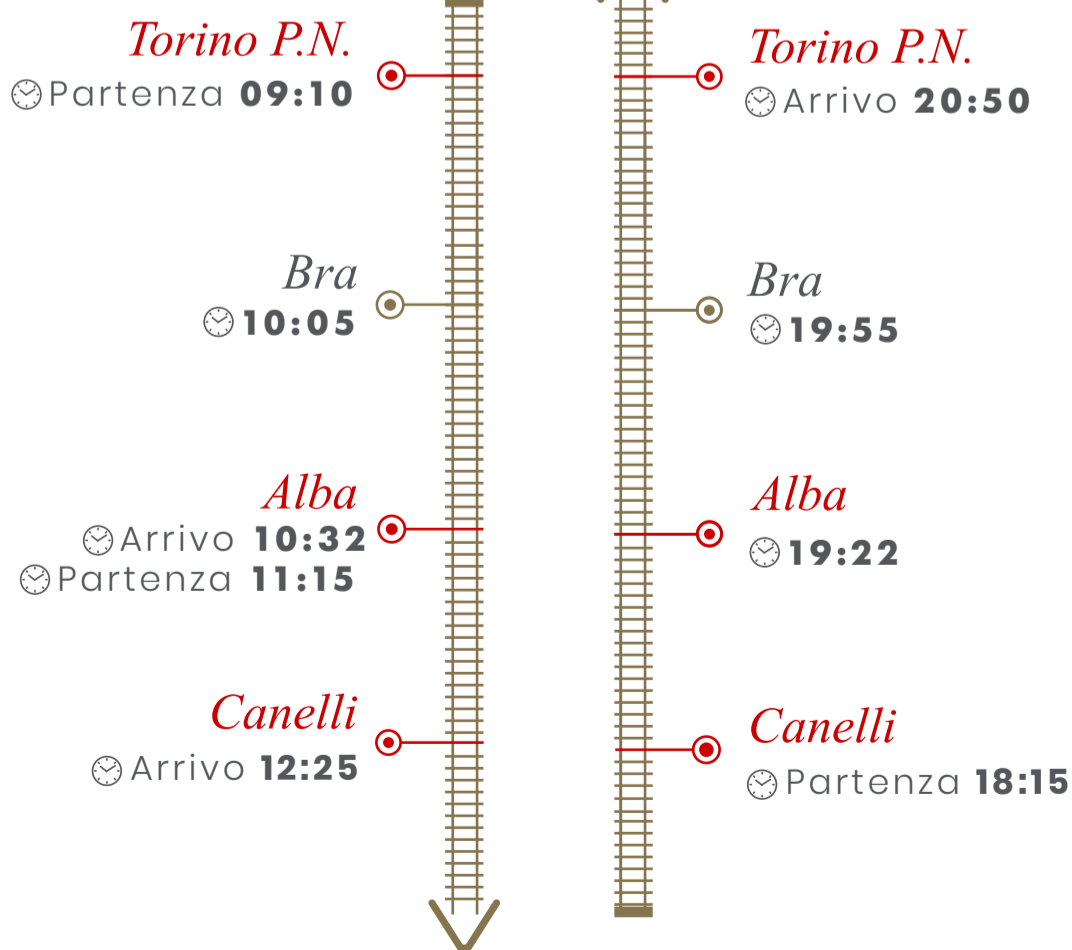 Torino P.N.
Partenza 09:10
Bra
10:05
Alba
Arrivo 10:32
Partenza 11:15
Canelli
Arrivo 12:25
Torino P.N.
Arrivo 20:50
Bra
19:55
Alba
19:22
Canelli
Partenza 18:15